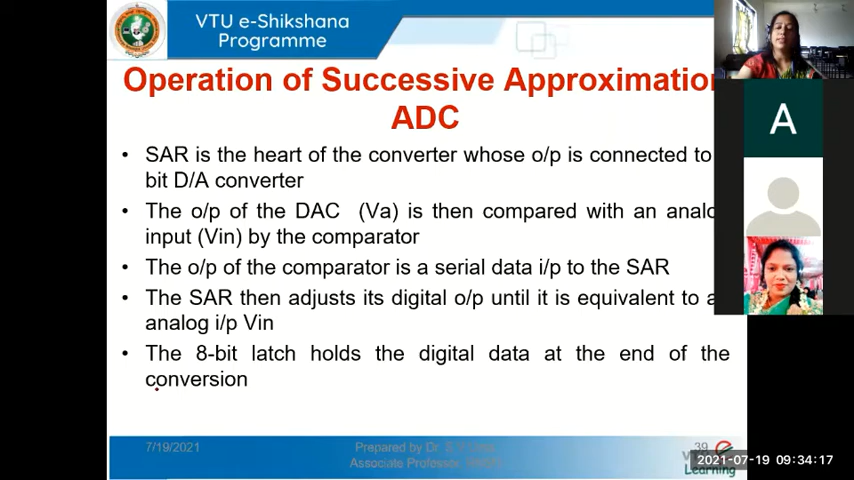 VTU e-Shikshana
Programme
Operation of Successive Approximatio
ADC
• SAR is the heart of the converter whose o/p is connected to
bit D/A converter
• The o/p of the DAC (Va) is then compared with an analo
input (Vin) by the comparator
• The o/p of the comparator is a serial data i/p to the SAR
• The SAR then adjusts its digital o/p until it is equivalent to a
analog i/p Vin
• The 8-bit latch holds the digital data at the end of the
conversion
A
7/19/2021
Prepared by Dr.
Associate Professor,
39
2021-07-19 09:34:17
Learning